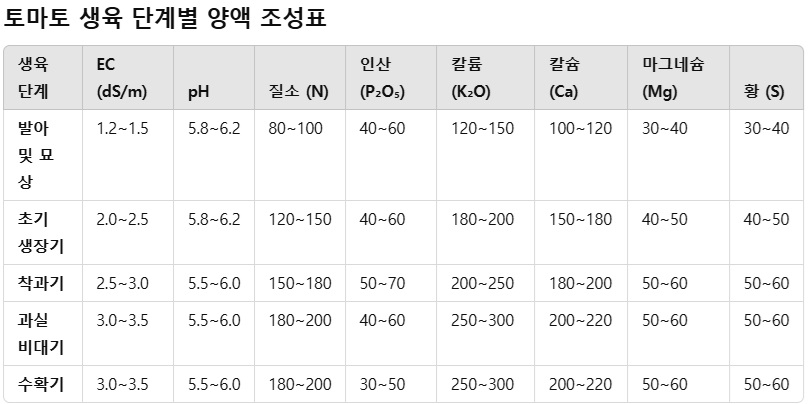 토마토 생육 단계별 양액 조성표
생육 단계 EC (dS/m) pH 질소 (N) 인산 (P₂O₅) 칼륨 (K₂O) 칼슘 (Ca) 마그네슘 (Mg) 황 (S)
발아 및 묘상 1.2~1.5 5.8~6.2 80~100 40~60 120~150 100~120 30~40 30~40
초기 생장기 2.0~2.5 5.8~6.2 120~150 40~60 180~200 150~180 40~50 40~50
착과기 2.5~3.0 5.5~6.0 150~180 50~70 200~250 180~200 50~60 50~60
과실 비대기 3.0~3.5 5.5~6.0 180~200 40~60 250~300 200~220 50~60 50~60
수확기 3.0~3.5 5.5~6.0 180~200 30~50 250~300 200~220 50~60 50~60